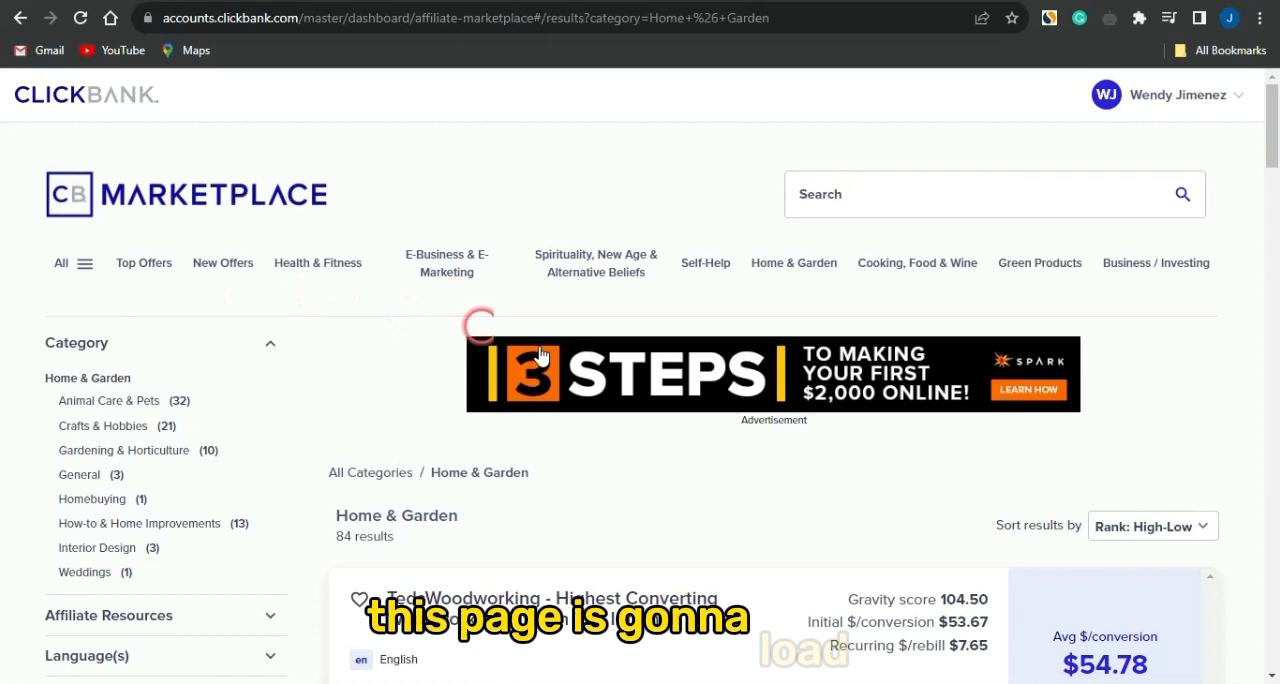 accounts.clickbank.com/master/dashboard/affiliate-marketplace#/results?category=Home+%26+Garden
Gmail YouTube Maps All Bookmarks
CLICKBANK.
WJ Wendy Jimenez
CB MARKETPLACE
Search
All Top Offers New Offers Health & Fitness E-Business & E-Marketing Spirituality, New Age & Alternative Beliefs Self-Help Home & Garden Cooking, Food & Wine Green Products Business / Investing
Category
Home & Garden
Animal Care & Pets (32)
Crafts & Hobbies (21)
Gardening & Horticulture (10)
General (3)
Homebuying (1)
How-to & Home Improvements (13)
Interior Design (3)
Weddings (1)
Affiliate Resources
Language(s)
3 STEPS
TO MAKING
YOUR FIRST
$2,000 ONLINE!
SPARK
LEARN HOW
Advertisement
All Categories / Home & Garden
Home & Garden
84 results
Sort results by Rank: High-Low
Ted Woodworking - Highest Converting
en English
Gravity score 104.50
Initial $/conversion $53.67
Recurring $/rebill $7.65
Avg $/conversion
$54.78
this page is gonna load